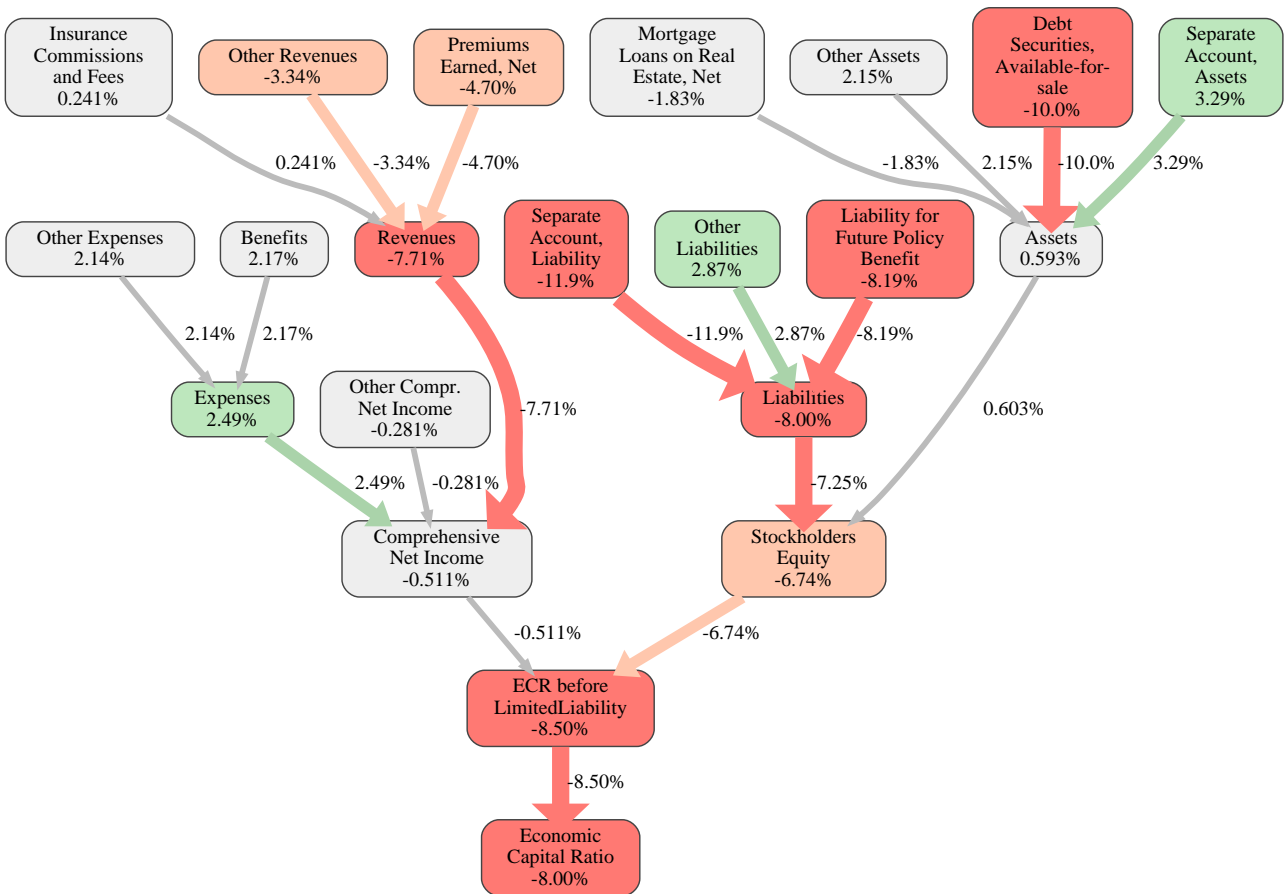 Insurance
Commissions
and Fees
0.241%
Other Revenues
-3.34%
Premiums
Earned, Net
-4.70%
Mortgage
Loans on Real
Estate, Net
-1.83%
Other Assets
2.15%
Debt
Securities,
Available-for-
sale
-10.0%
Separate
Account,
Assets
3.29%
0.241%
-3.34%
-4.70%
-1.83%
2.15%
-10.0%
3.29%
Other Expenses
2.14%
Benefits
2.17%
Revenues
-7.71%
Separate
Account,
Liability
-11.9%
Other
Liabilities
2.87%
Liability for
Future Policy
Benefit
-8.19%
Assets
0.593%
2.14%
2.17%
-11.9%
2.87%
-8.19%
Expenses
2.49%
Other Compr.
Net Income
-0.281%
-7.71%
Liabilities
-8.00%
0.603%
2.49%
-0.281%
-7.25%
Comprehensive
Net Income
-0.511%
Stockholders
Equity
-6.74%
-0.511%
-6.74%
ECR before
LimitedLiability
-8.50%
-8.50%
Economic
Capital Ratio
-8.00%